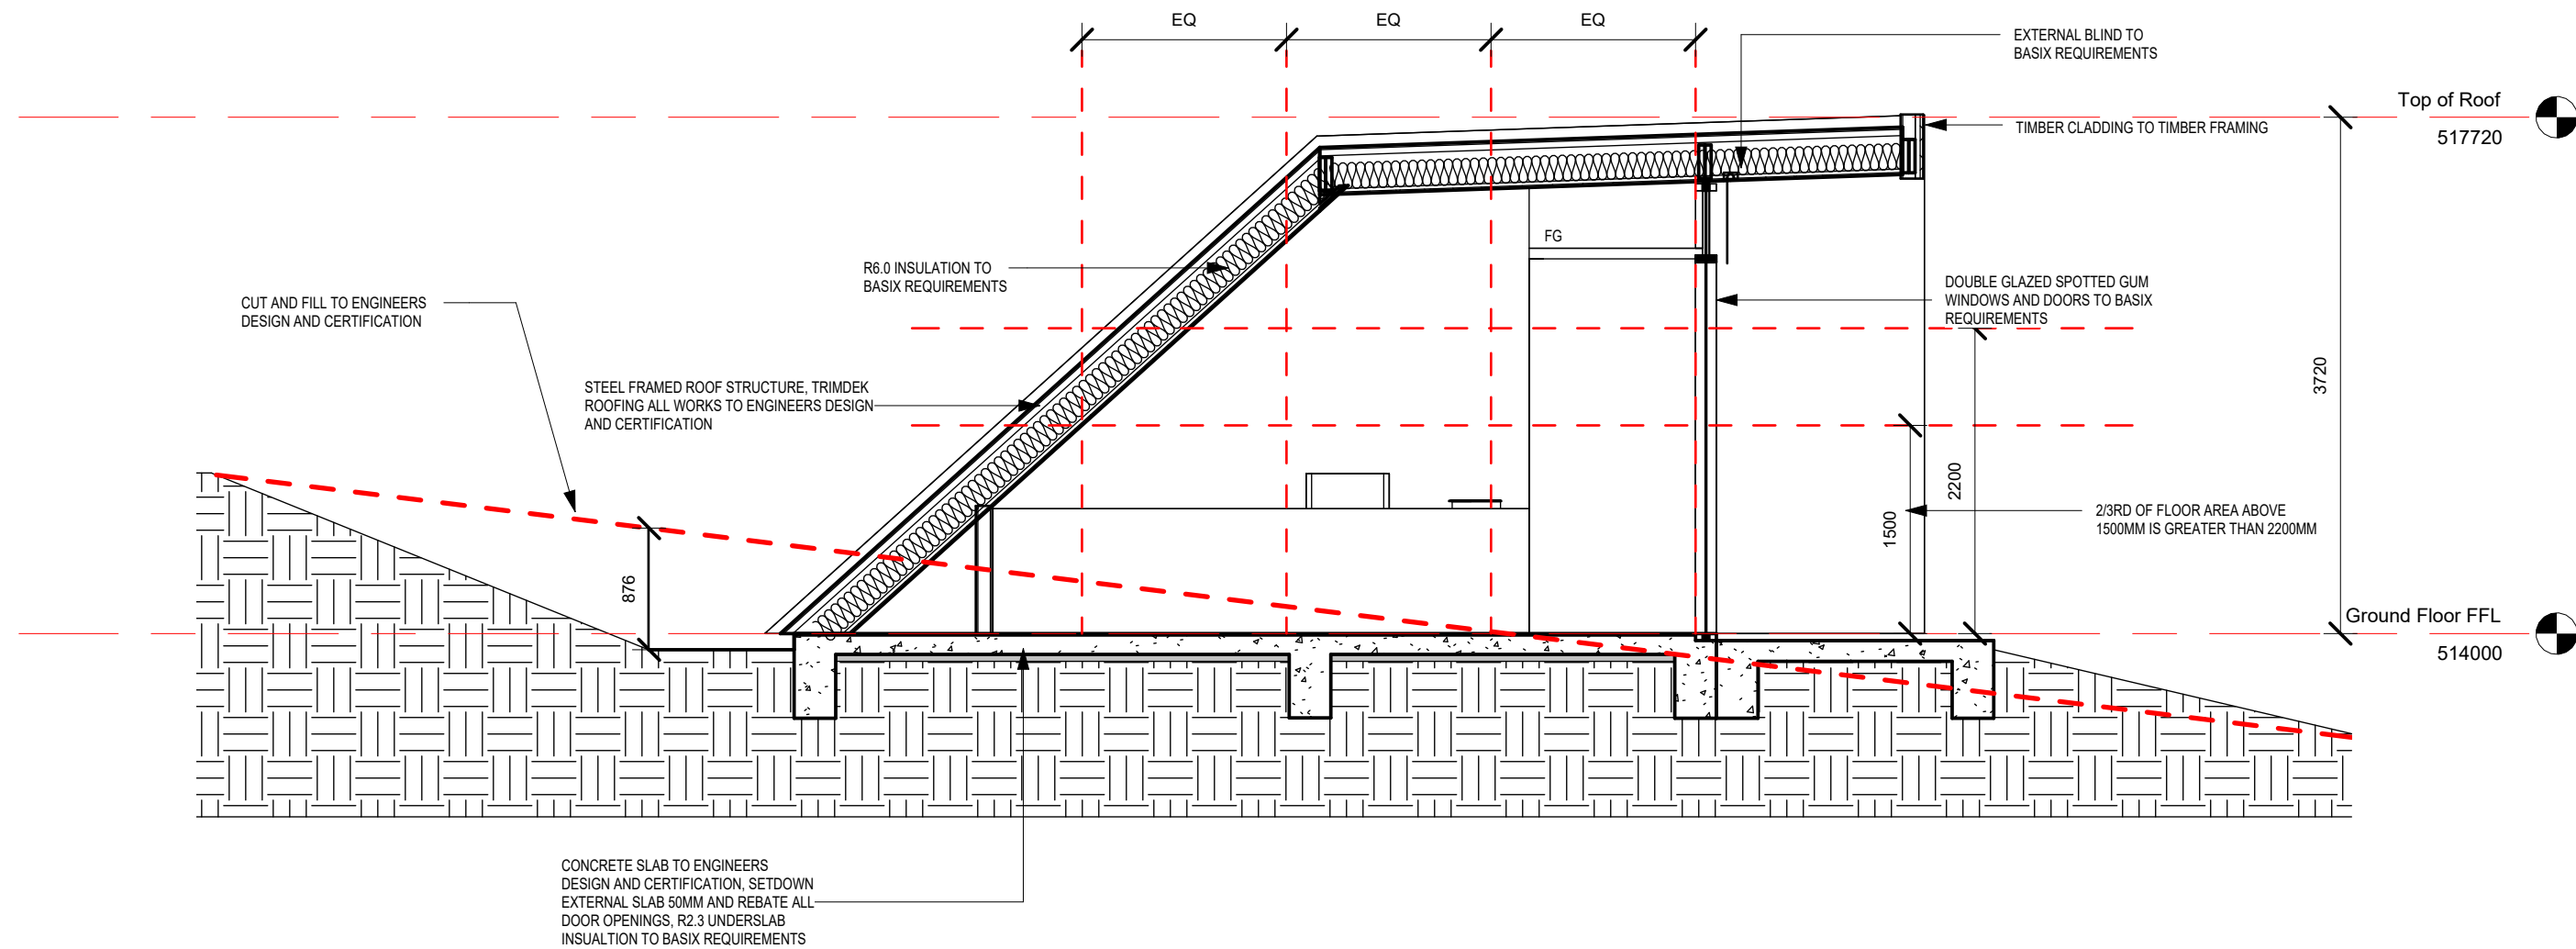 EQ
EQ
EQ
EXTERNAL BLIND TO
BASIX REQUIREMENTS
Top of Roof
517720
TIMBER CLADDING TO TIMBER FRAMING
FG
R6.0 INSULATION TO
BASIX REQUIREMENTS
DOUBLE GLAZED SPOTTED GUM
WINDOWS AND DOORS TO BASIX
REQUIREMENTS
CUT AND FILL TO ENGINEERS
DESIGN AND CERTIFICATION
STEEL FRAMED ROOF STRUCTURE, TRIMDEK
ROOFING ALL WORKS TO ENGINEERS DESIGN
AND CERTIFICATION
3720
2200
1500
2/3RD OF FLOOR AREA ABOVE
1500MM IS GREATER THAN 2200MM
876
Ground Floor FFL
514000
CONCRETE SLAB TO ENGINEERS
DESIGN AND CERTIFICATION, SETDOWN
EXTERNAL SLAB 50MM AND REBATE ALL
DOOR OPENINGS, R2.3 UNDERSLAB
INSUALTION TO BASIX REQUIREMENTS